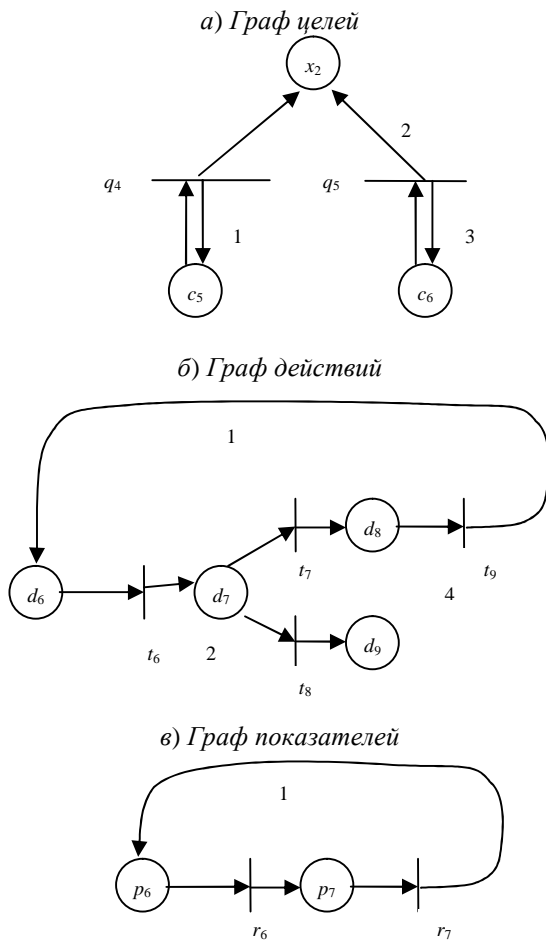 а) Граф целей
x₂
2
q₄ q₅
1 3
c₅ c₆
б) Граф действий
1
d₈
t₇ t₉
d₆ d₇ 4
t₆ 2 d₉
t₈
в) Граф показателей
1
p₆ p₇
r₆ r₇